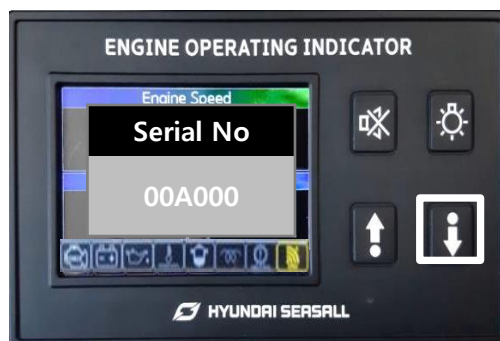 ENGINE OPERATING INDICATOR
Engine Speed
Serial No
00A000
HYUNDAI SEASALL